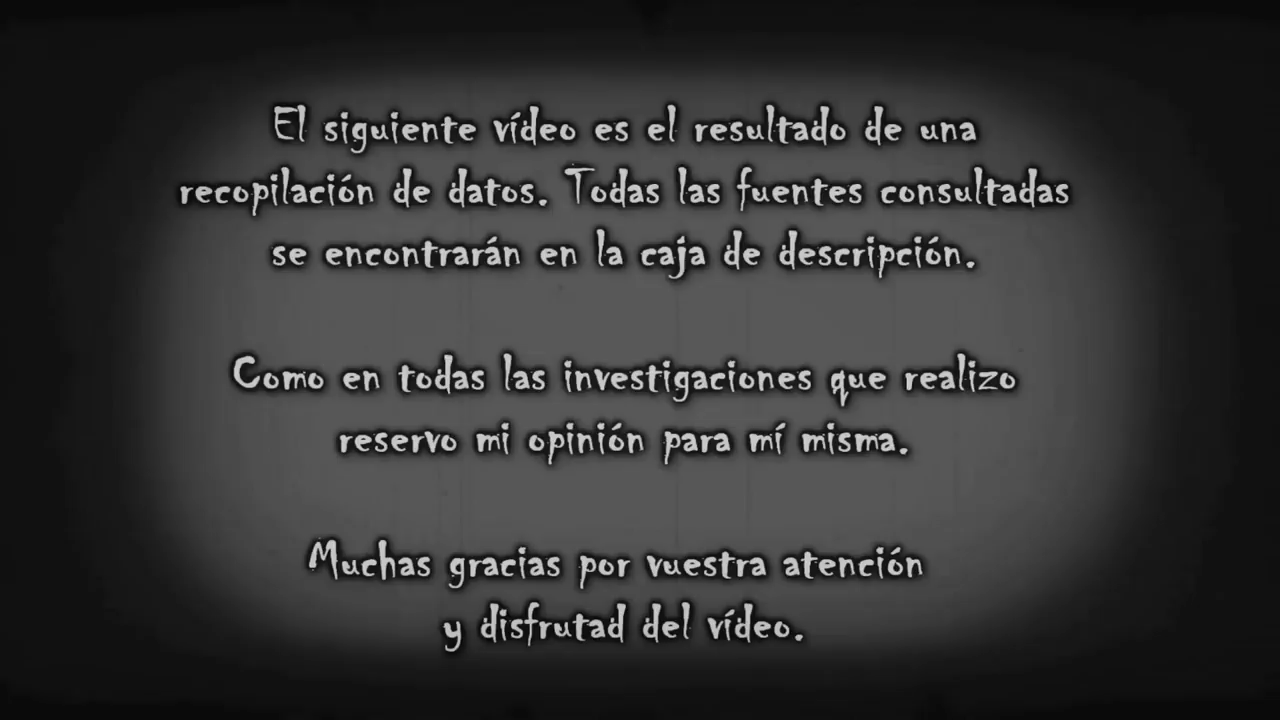 El siguiente vídeo es el resultado de una
recopilación de datos. Todas las fuentes consultadas
se encontrarán en la caja de descripción.
Como en todas las investigaciones que realizo
reservo mi opinión para mí misma.
Muchas gracias por vuestra atención
y disfrutad del vídeo.